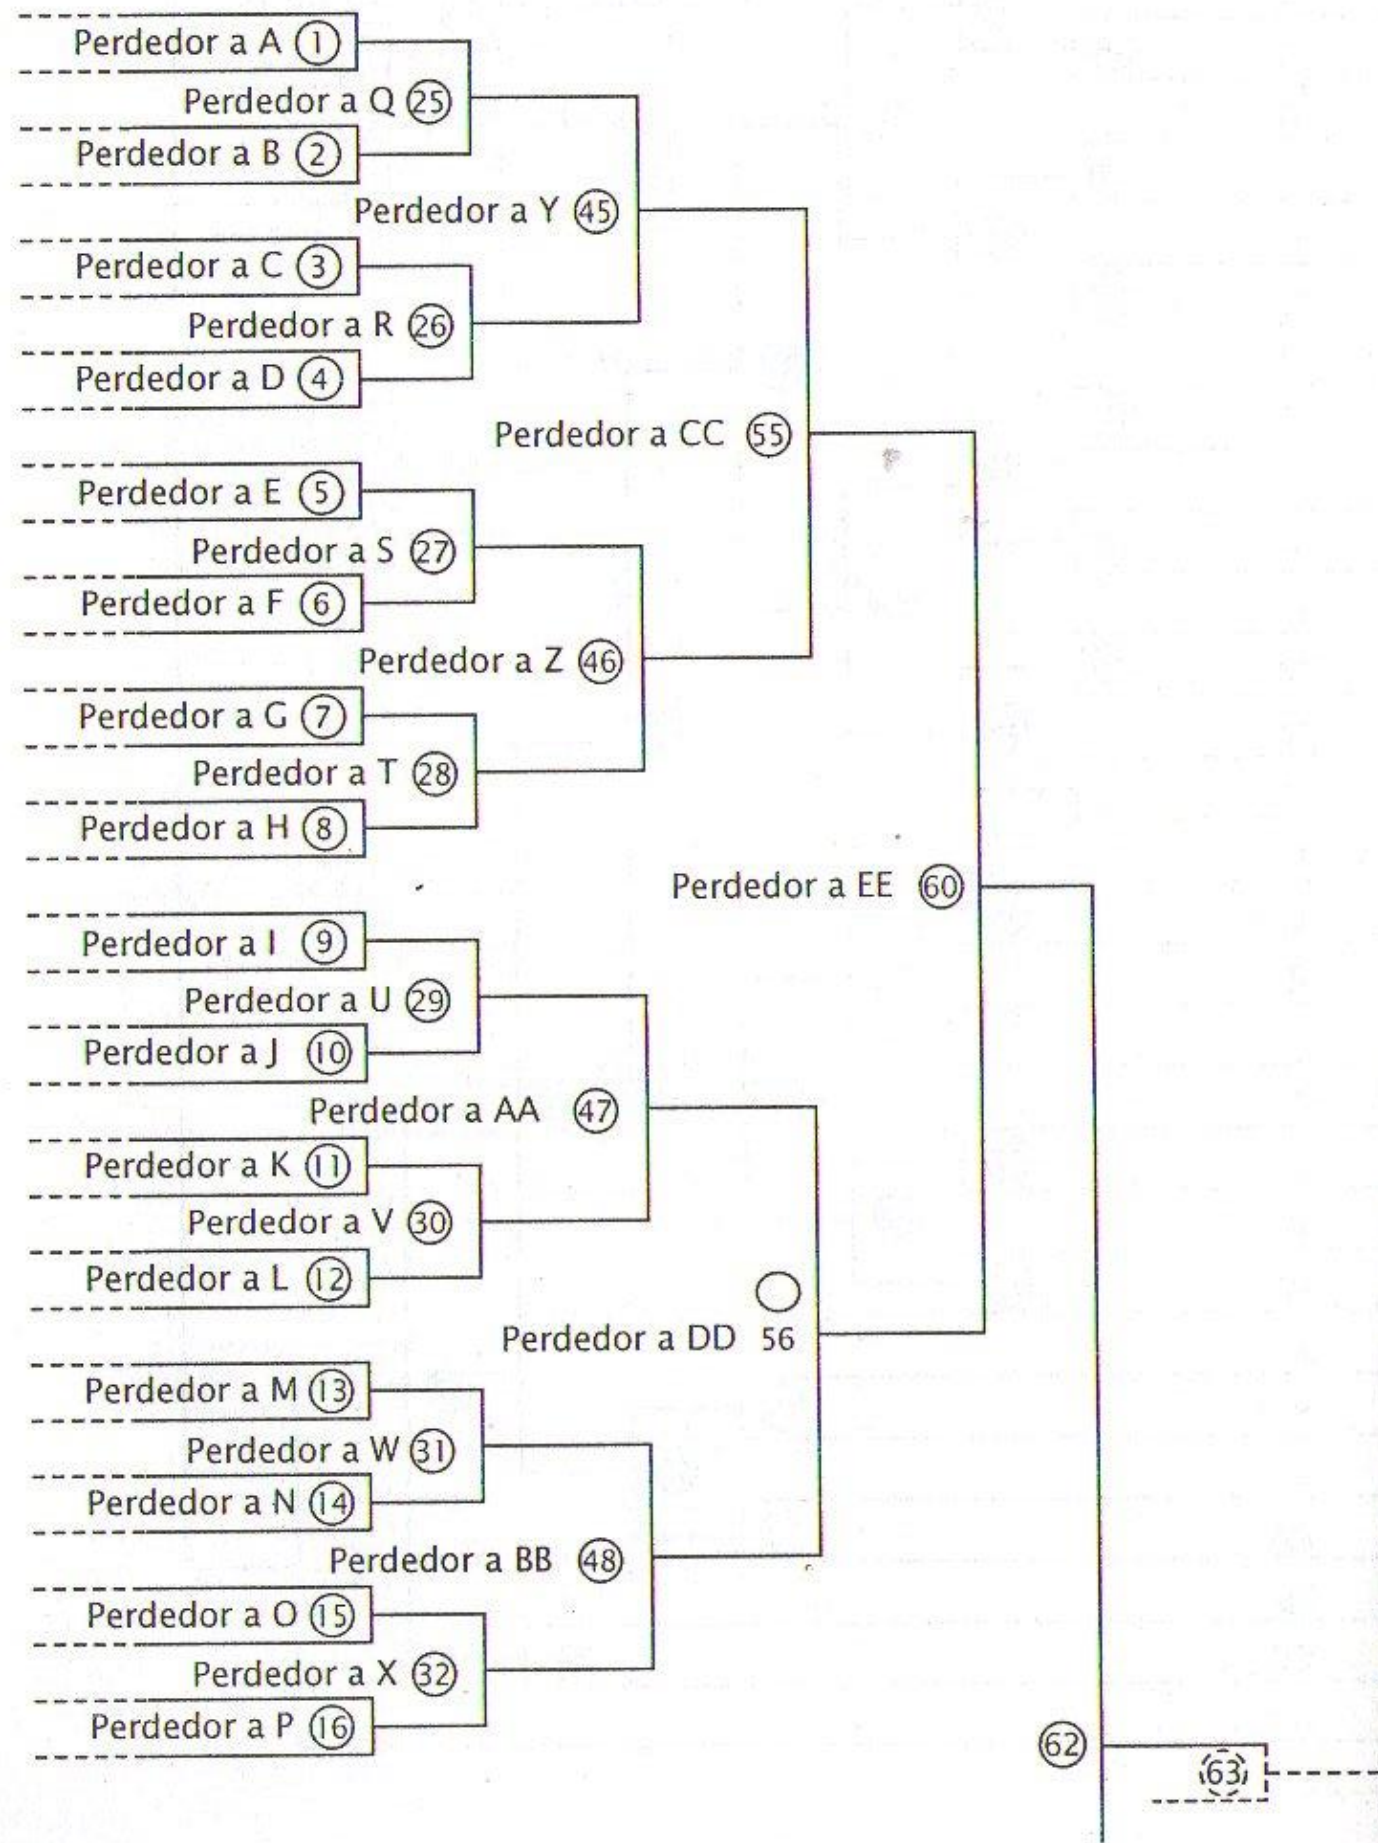 Perdedor a A 1
Perdedor a Q 25
Perdedor a B 2
Perdedor a Y 45
Perdedor a C 3
Perdedor a R 26
Perdedor a D 4
Perdedor a CC 55
Perdedor a E 5
Perdedor a S 27
Perdedor a F 6
Perdedor a Z 46
Perdedor a G 7
Perdedor a T 28
Perdedor a H 8
Perdedor a EE 60
Perdedor a I 9
Perdedor a U 29
Perdedor a J 10
Perdedor a AA 47
Perdedor a K 11
Perdedor a V 30
Perdedor a L 12
Perdedor a DD 56
Perdedor a M 13
Perdedor a W 31
Perdedor a N 14
Perdedor a BB 48
Perdedor a O 15
Perdedor a X 32
Perdedor a P 16
62
63